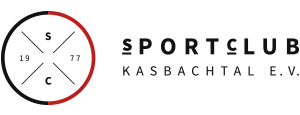 S
19 77
C
SPORTCLUB
KASBACHTAL E.V.